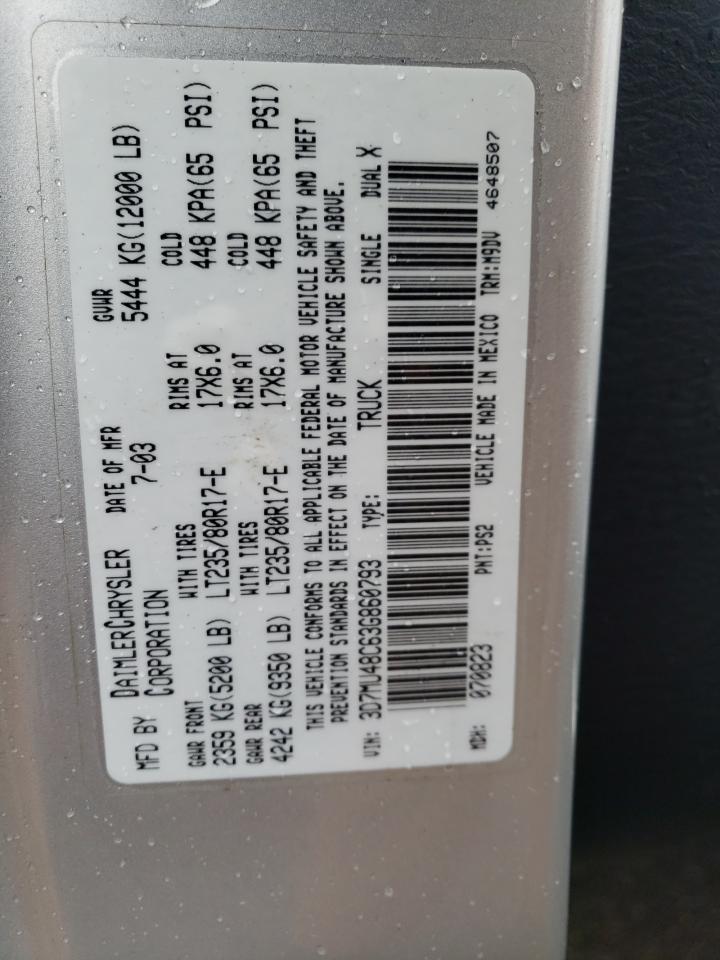 MFD BY DAIMLERCHRYSLER CORPORATION DATE OF MFR 7-03 GVWR 5444 KG(12000 LB)
GAWR FRONT WITH TIRES RIMS AT COLD
2359 KG(5200 LB) LT235/80R17-E 17X6.0 448 KPA(65 PSI)
GAWR REAR WITH TIRES RIMS AT COLD
4242 KG(9350 LB) LT235/80R17-E 17X6.0 448 KPA(65 PSI)
THIS VEHICLE CONFORMS TO ALL APPLICABLE FEDERAL MOTOR VEHICLE SAFETY AND THEFT
PREVENTION STANDARDS IN EFFECT ON THE DATE OF MANUFACTURE SHOWN ABOVE.
VIN: 3D7MU48C63G860793 TYPE: TRUCK SINGLE DUAL X
MDH: 070823 PNT:PS2 VEHICLE MADE IN MEXICO TRM:M9DV 4648507